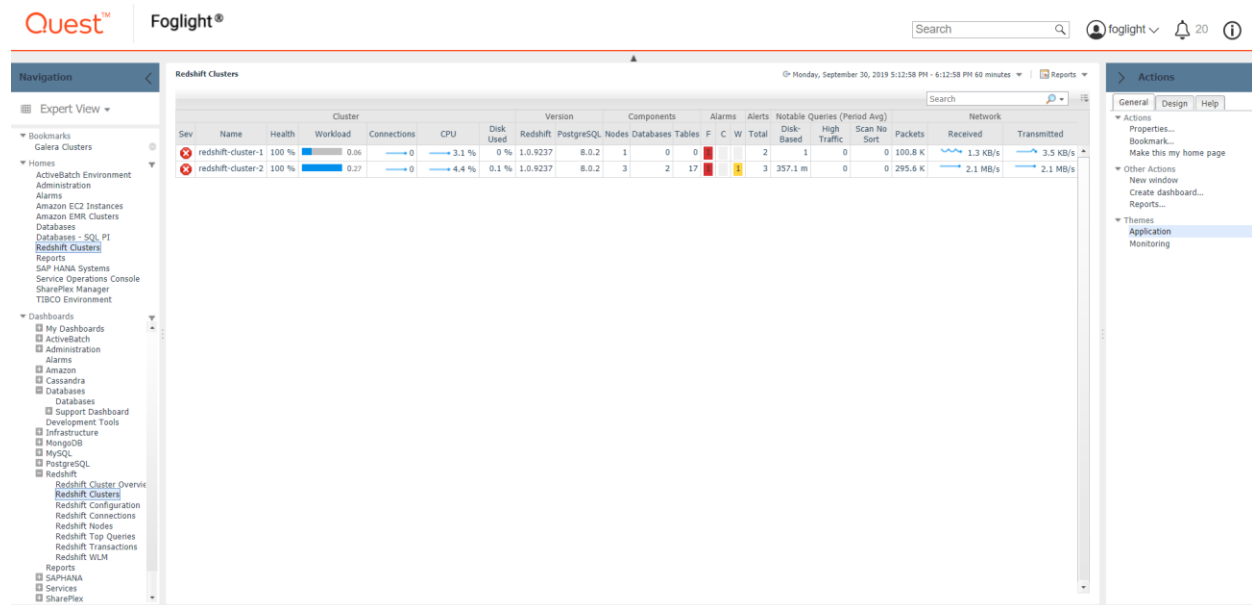 Quest™
Foglight®
Search
foglight
20
Navigation
Expert View
Bookmarks
Galera Clusters
Homes
ActiveBatch Environment
Administration
Alarms
Amazon EC2 Instances
Amazon EMR Clusters
Databases
Databases - SQL PI
Redshift Clusters
Reports
SAP HANA Systems
Service Operations Console
SharePlex Manager
TIBCO Environment
Dashboards
My Dashboards
ActiveBatch
Administration
Alarms
Amazon
Cassandra
Databases
Databases
Support Dashboard
Development Tools
Infrastructure
MongoDB
MySQL
PostgreSQL
Redshift
Redshift Cluster Overvie
Redshift Clusters
Redshift Configuration
Redshift Connections
Redshift Nodes
Redshift Top Queries
Redshift Transactions
Redshift WLM
Reports
SAPHANA
Services
SharePlex
Redshift Clusters
Monday, September 30, 2019 5:12:58 PM - 6:12:58 PM 60 minutes | Reports
Search
Cluster Version Components Alarms Alerts Notable Queries (Period Avg) Network
Sev Name Health Workload Connections CPU Disk Used Redshift PostgreSQL Nodes Databases Tables F C W Total Disk-Based High Traffic Scan No Sort Packets Received Transmitted
redshift-cluster-1 100 % 0.06 0 3.1 % 0 % 1.0.9237 8.0.2 1 0 0 2 1 0 0 100.8 K 1.3 KB/s 3.5 KB/s
redshift-cluster-2 100 % 0.27 0 4.4 % 0.1 % 1.0.9237 8.0.2 3 2 17 1 3 357.1 m 0 0 295.6 K 2.1 MB/s 2.1 MB/s
Actions
General Design Help
Actions
Properties...
Bookmark...
Make this my home page
Other Actions
New window
Create dashboard...
Reports...
Themes
Application
Monitoring